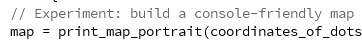 // Experiment: build a console-friendly map
map = print_map_portrait(coordinates_of_dots